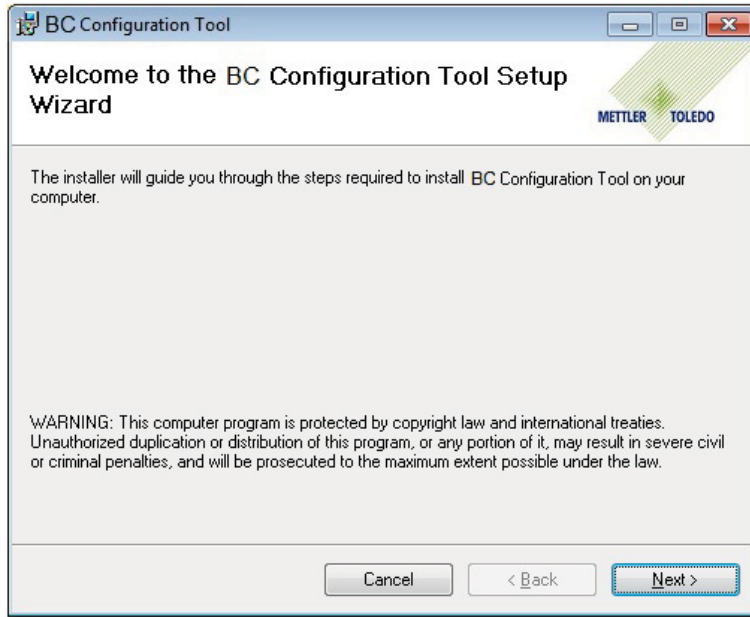 BC Configuration Tool
Welcome to the BC Configuration Tool Setup
Wizard
METTLER TOLEDO
The installer will guide you through the steps required to install BC Configuration Tool on your
computer.
WARNING: This computer program is protected by copyright law and international treaties.
Unauthorized duplication or distribution of this program, or any portion of it, may result in severe civil
or criminal penalties, and will be prosecuted to the maximum extent possible under the law.
Cancel < Back Next >